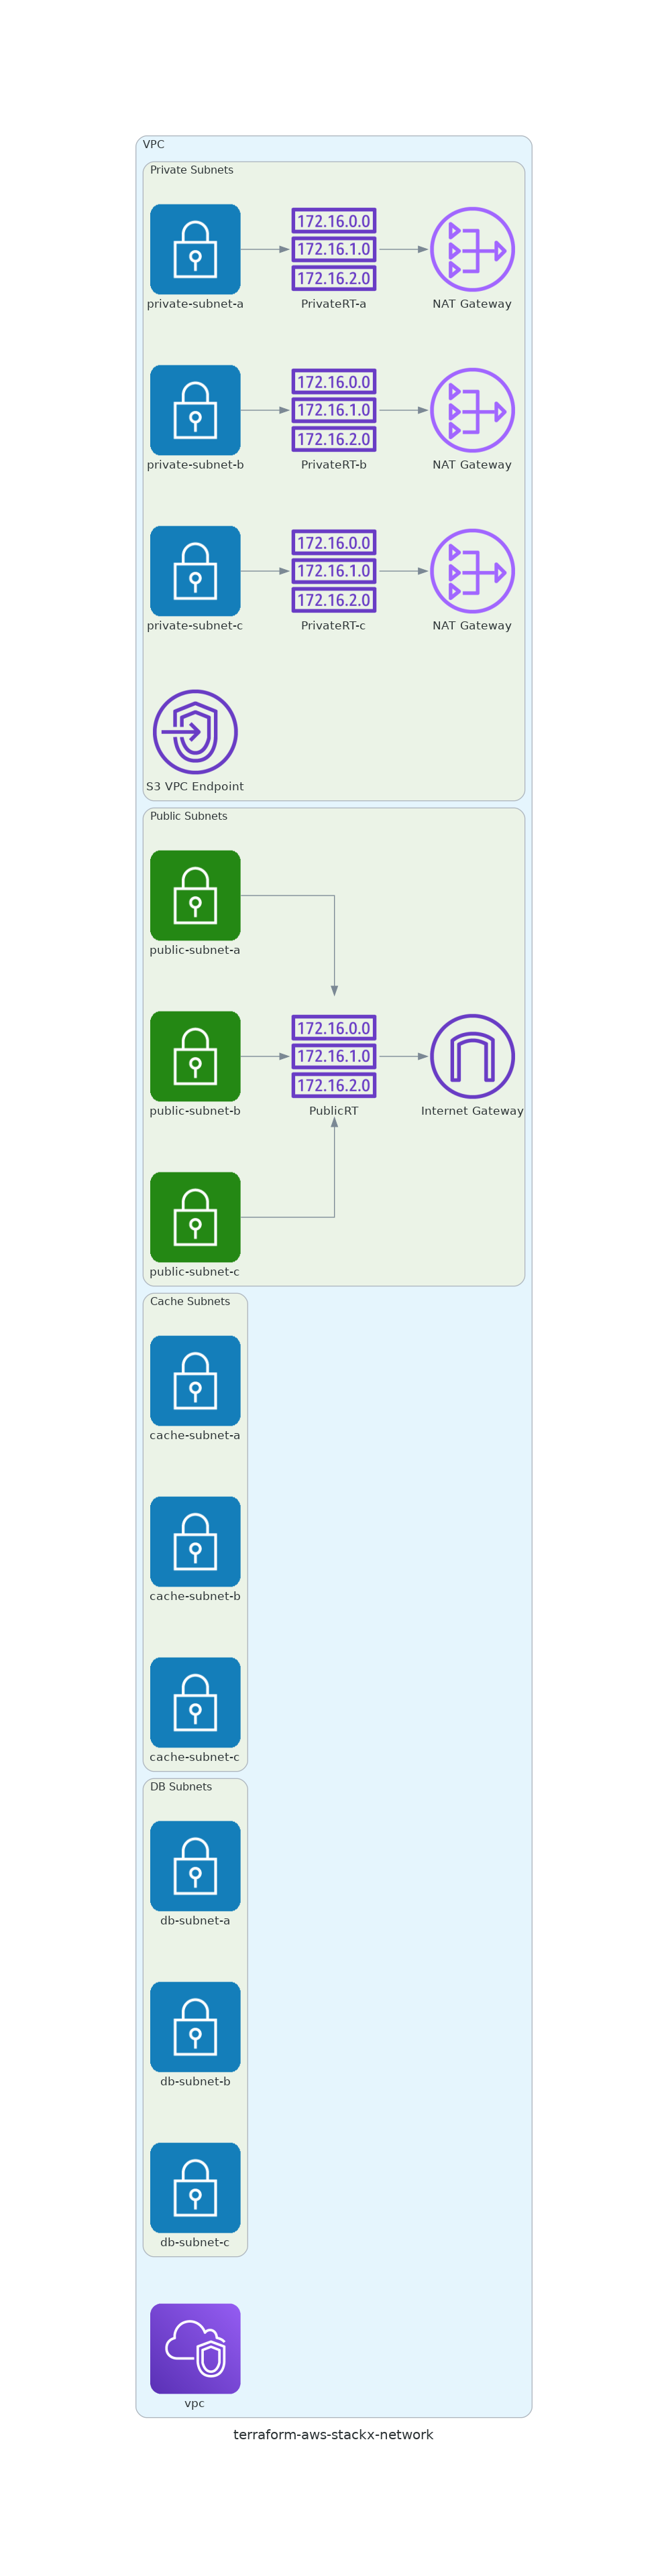 VPC
Private Subnets
172.16.0.0
172.16.1.0
172.16.2.0
private-subnet-a
PrivateRT-a
NAT Gateway
172.16.0.0
172.16.1.0
172.16.2.0
private-subnet-b
PrivateRT-b
NAT Gateway
172.16.0.0
172.16.1.0
172.16.2.0
private-subnet-c
PrivateRT-c
NAT Gateway
S3 VPC Endpoint
Public Subnets
public-subnet-a
172.16.0.0
172.16.1.0
172.16.2.0
public-subnet-b
PublicRT
Internet Gateway
public-subnet-c
Cache Subnets
cache-subnet-a
cache-subnet-b
cache-subnet-c
DB Subnets
db-subnet-a
db-subnet-b
db-subnet-c
vpc
terraform-aws-stackx-network